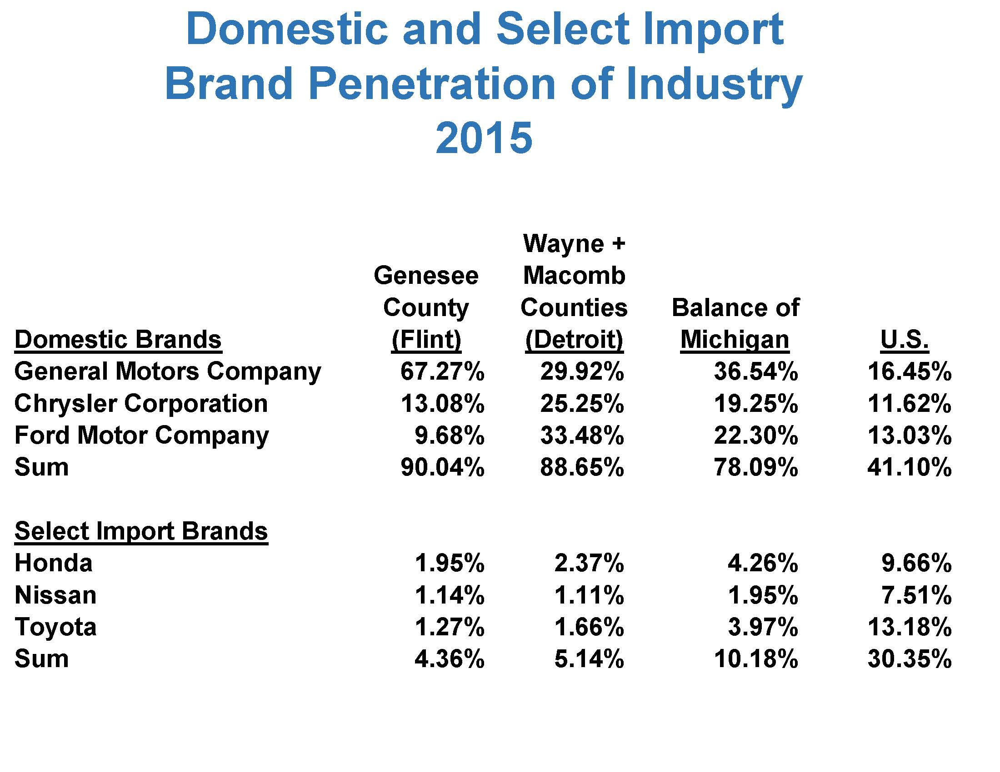 Domestic and Select Import
Brand Penetration of Industry
2015
Wayne +
Genesee Macomb
County Counties Balance of
Domestic Brands (Flint) (Detroit) Michigan U.S.
General Motors Company 67.27% 29.92% 36.54% 16.45%
Chrysler Corporation 13.08% 25.25% 19.25% 11.62%
Ford Motor Company 9.68% 33.48% 22.30% 13.03%
Sum 90.04% 88.65% 78.09% 41.10%
Select Import Brands
Honda 1.95% 2.37% 4.26% 9.66%
Nissan 1.14% 1.11% 1.95% 7.51%
Toyota 1.27% 1.66% 3.97% 13.18%
Sum 4.36% 5.14% 10.18% 30.35%